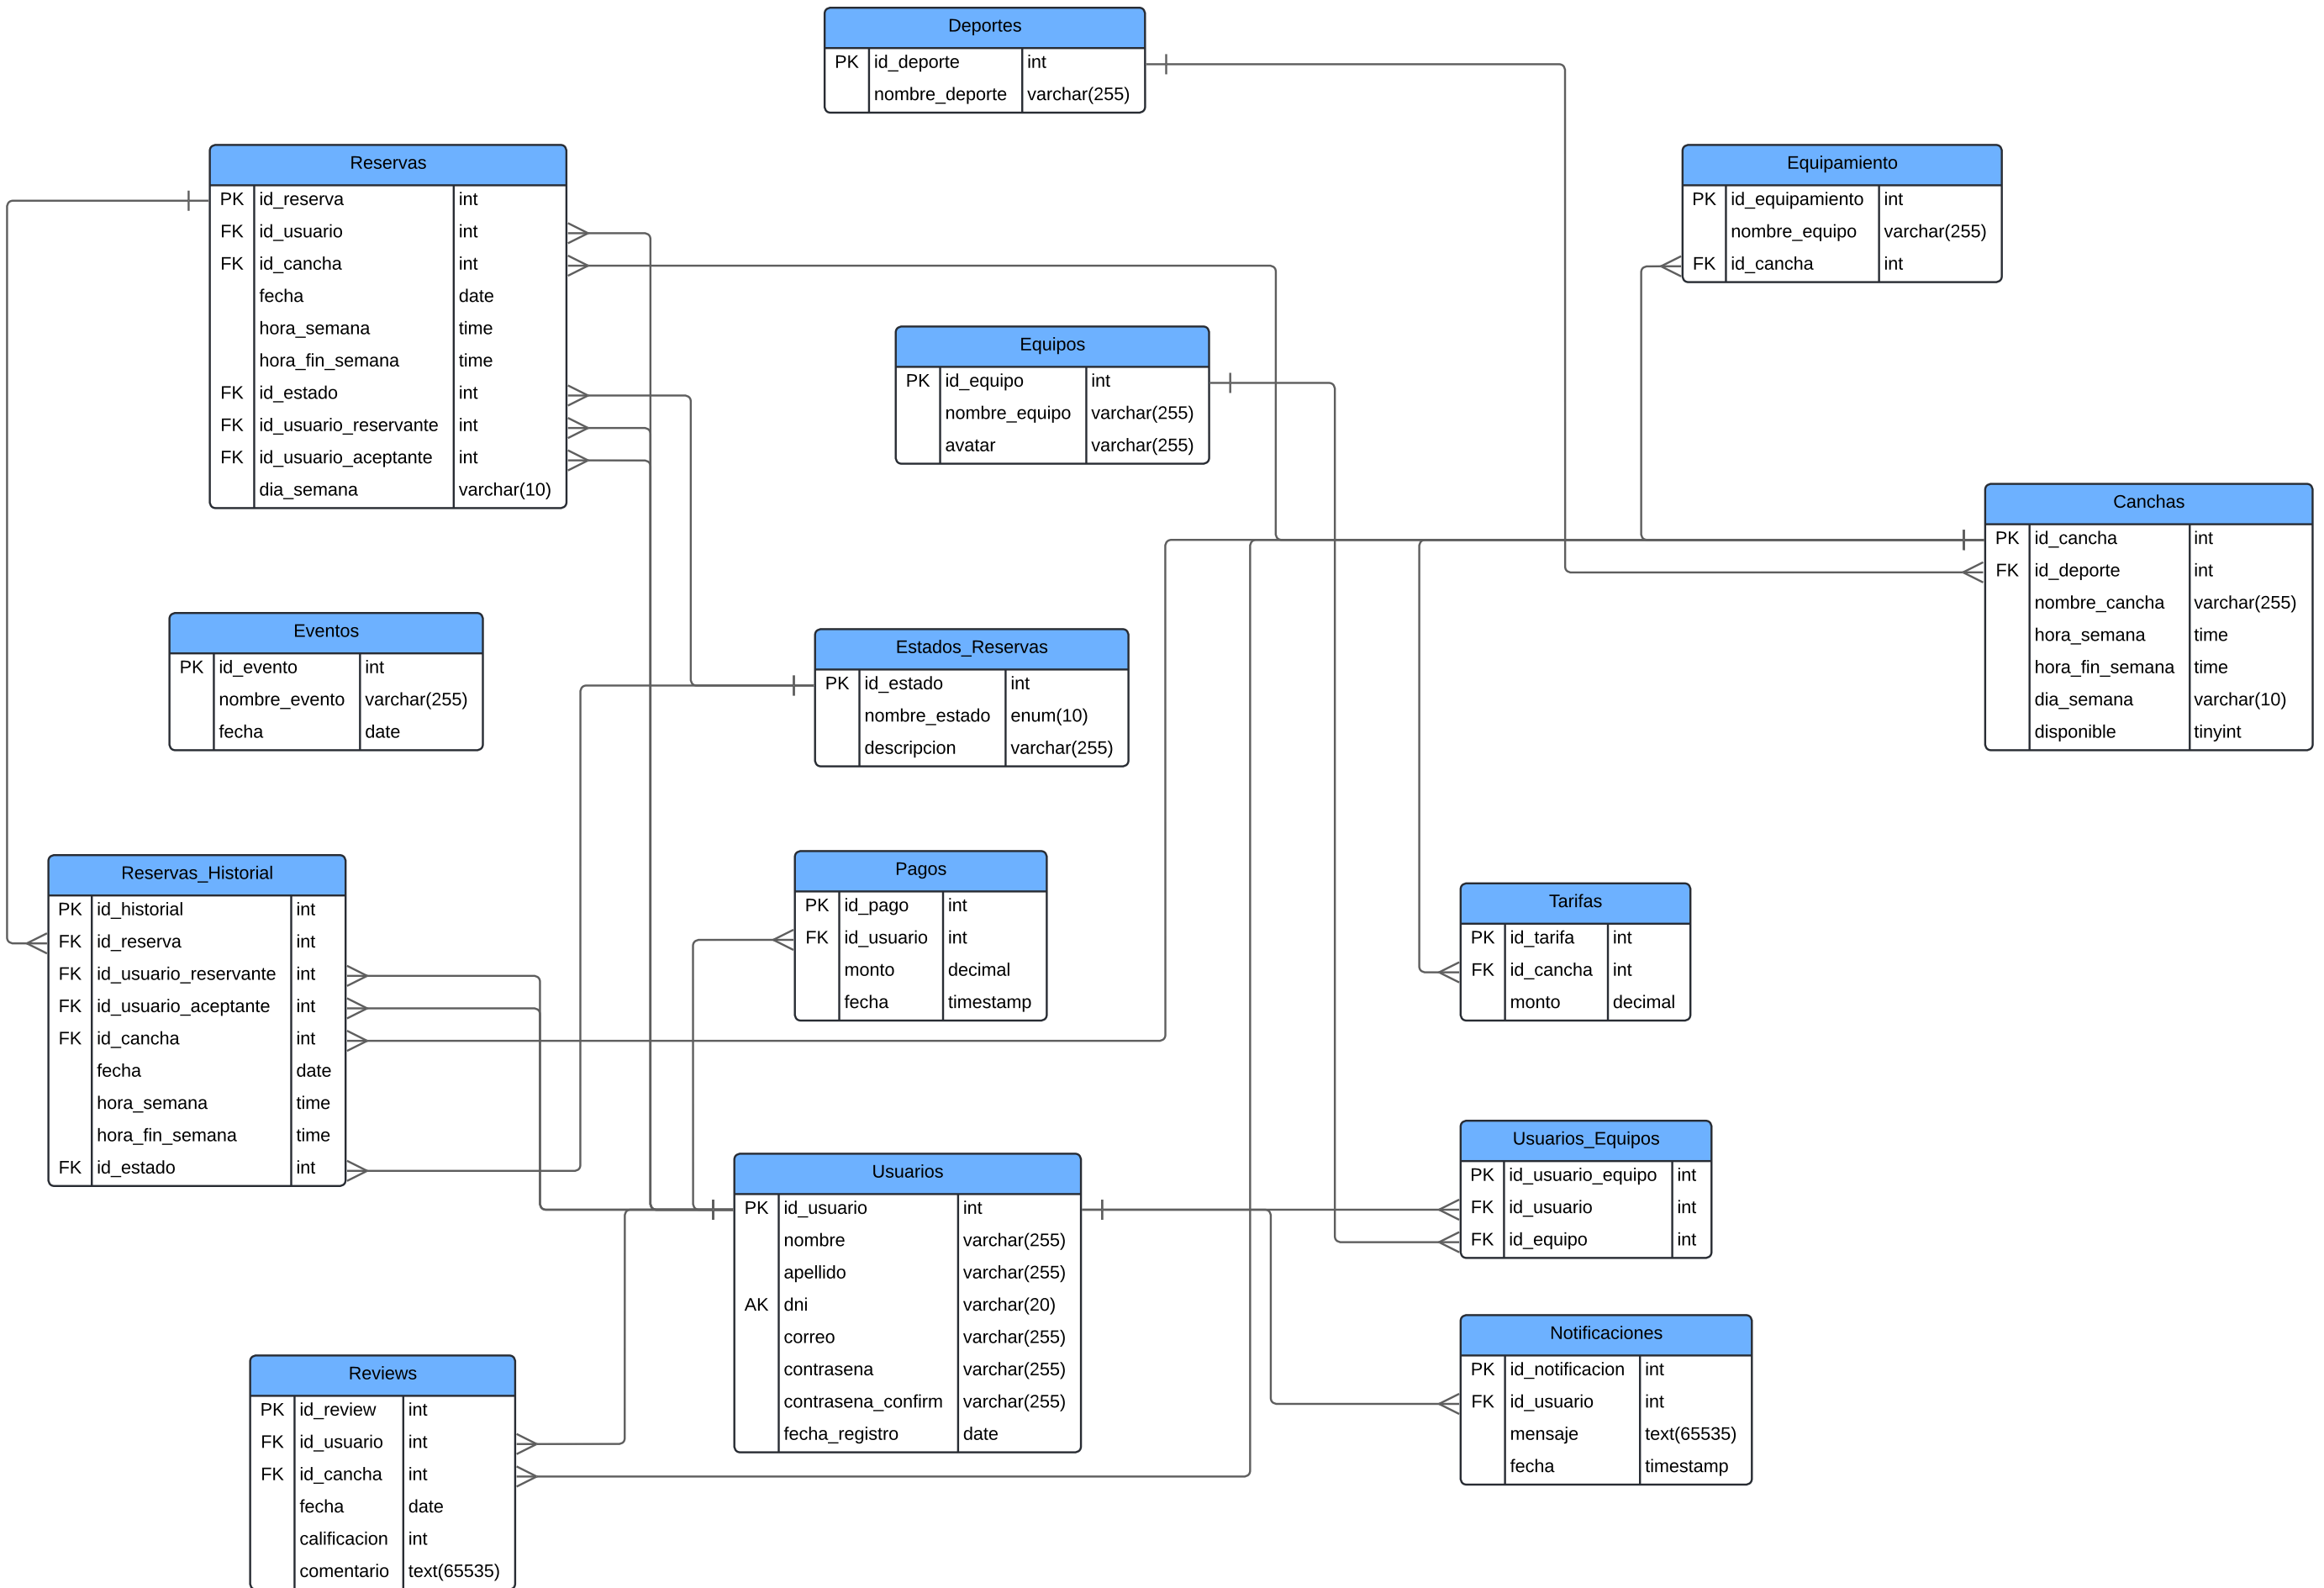 Deportes
PK id_deporte int
nombre_deporte varchar(255)
Reservas
PK id_reserva int
FK id_usuario int
FK id_cancha int
fecha date
hora_semana time
hora_fin_semana time
FK id_estado int
FK id_usuario_reservante int
FK id_usuario_aceptante int
dia_semana varchar(10)
Equipamiento
PK id_equipamiento int
nombre_equipo varchar(255)
FK id_cancha int
Equipos
PK id_equipo int
nombre_equipo varchar(255)
avatar varchar(255)
Canchas
PK id_cancha int
FK id_deporte int
nombre_cancha varchar(255)
hora_semana time
hora_fin_semana time
dia_semana varchar(10)
disponible tinyint
Eventos
PK id_evento int
nombre_evento varchar(255)
fecha date
Estados_Reservas
PK id_estado int
nombre_estado enum(10)
descripcion varchar(255)
Reservas_Historial
PK id_historial int
FK id_reserva int
FK id_usuario_reservante int
FK id_usuario_aceptante int
FK id_cancha int
fecha date
hora_semana time
hora_fin_semana time
FK id_estado int
Pagos
PK id_pago int
FK id_usuario int
monto decimal
fecha timestamp
Tarifas
PK id_tarifa int
FK id_cancha int
monto decimal
Usuarios_Equipos
PK id_usuario_equipo int
FK id_usuario int
FK id_equipo int
Usuarios
PK id_usuario int
nombre varchar(255)
apellido varchar(255)
AK dni varchar(20)
correo varchar(255)
contrasena varchar(255)
contrasena_confirm varchar(255)
fecha_registro date
Notificaciones
PK id_notificacion int
FK id_usuario int
mensaje text(65535)
fecha timestamp
Reviews
PK id_review int
FK id_usuario int
FK id_cancha int
fecha date
calificacion int
comentario text(65535)